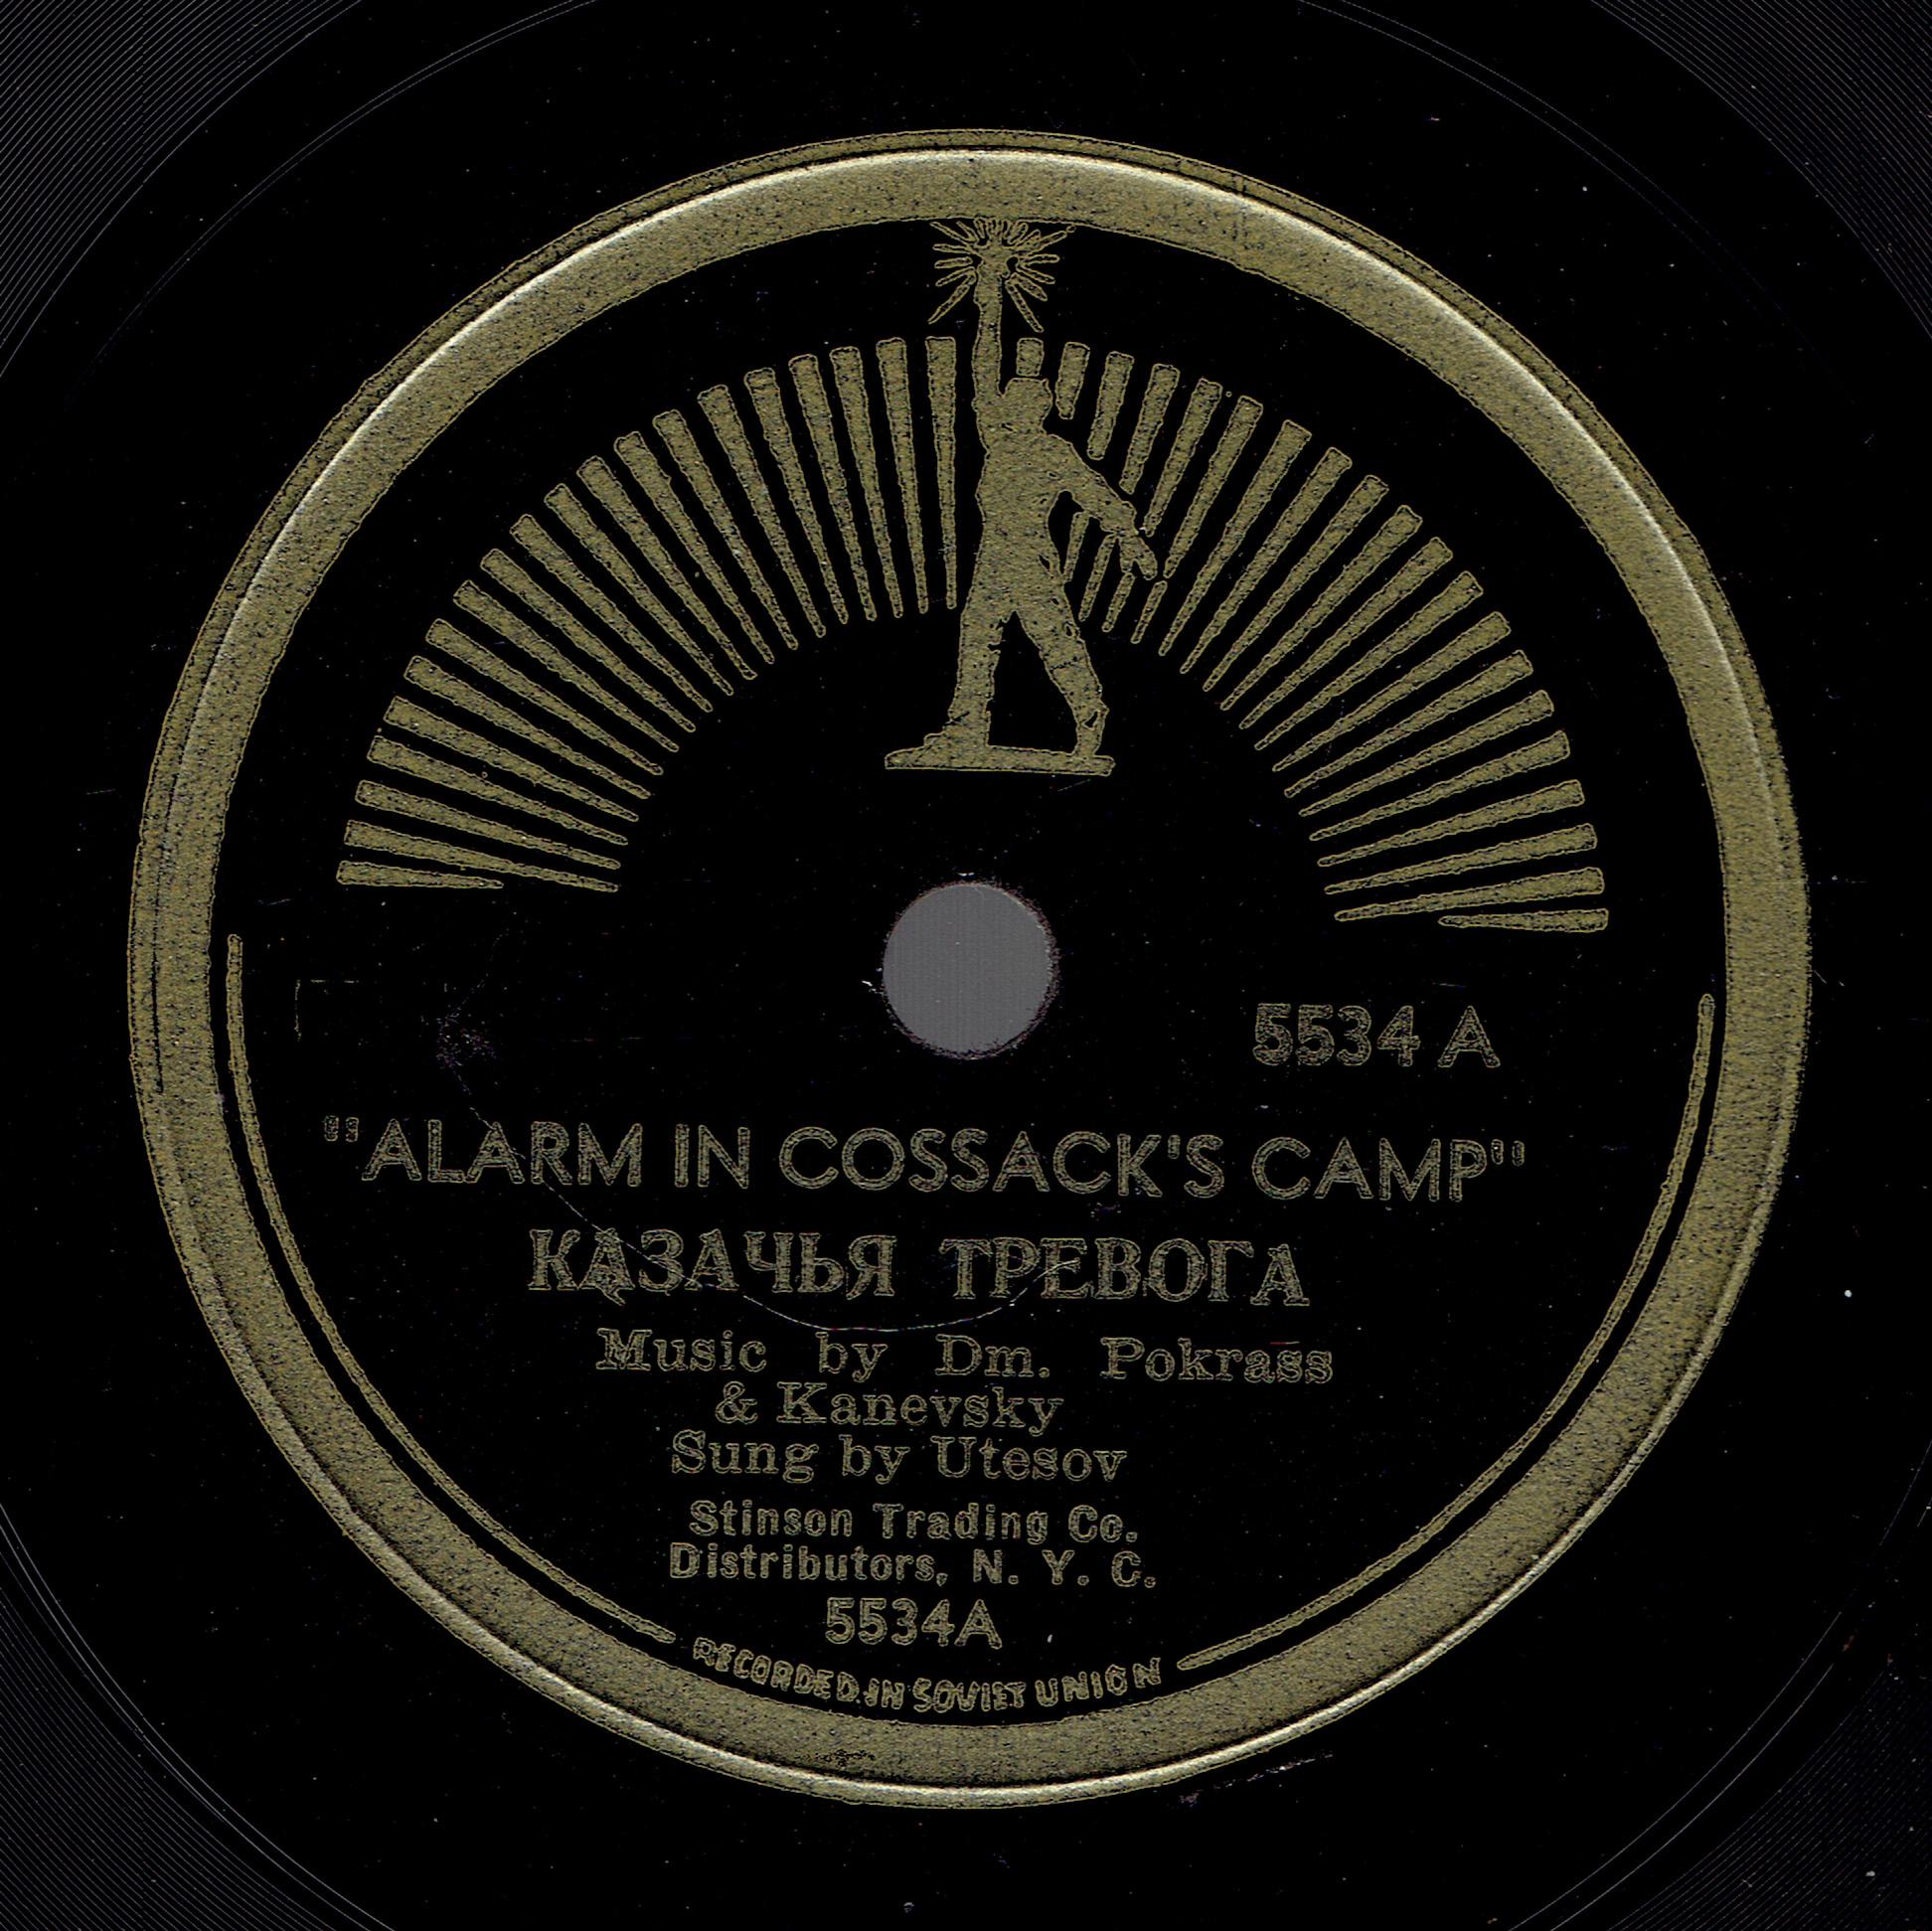 5534 A
"ALARM IN COSSACK'S CAMP"
КАЗАЧЬЯ ТРЕВОГА
Music by Dm. Pokrass
& Kanevsky
Sung by Utesov
Stinson Trading Co.
Distributors, N. Y. C.
5534A
RECORDED IN SOVIET UNION